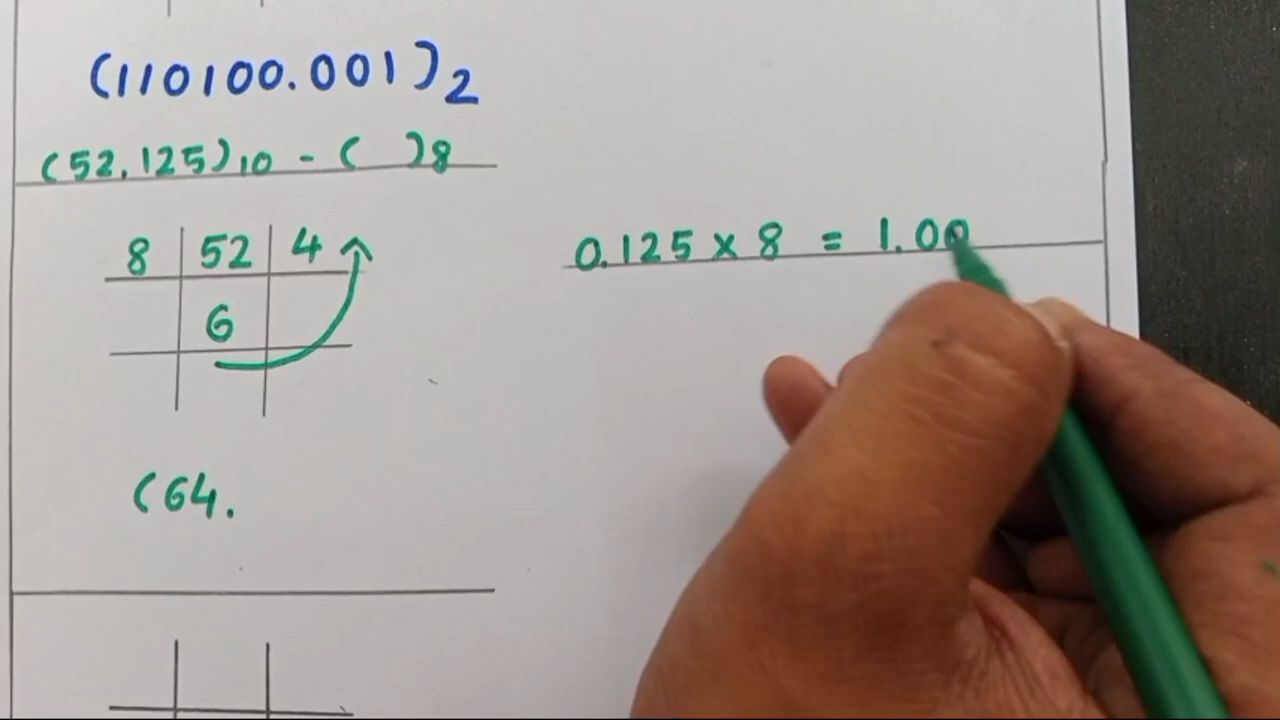 (110100.001)2
(52.125)10 - ( )8
8 52 4
6
(64.
0.125 x 8 = 1.00